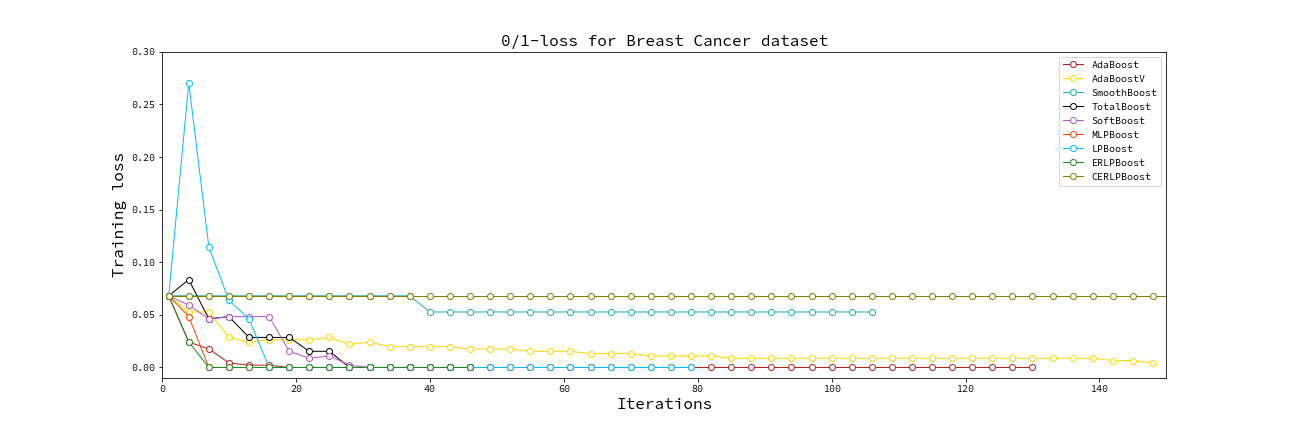 0/1-loss for Breast Cancer dataset
Training loss
0.30
0.25
0.20
0.15
0.10
0.05
0.00
0 20 40 60 80 100 120 140
Iterations
AdaBoost
AdaBoostV
SmoothBoost
TotalBoost
SoftBoost
MLPBoost
LPBoost
ERLPBoost
CERLPBoost